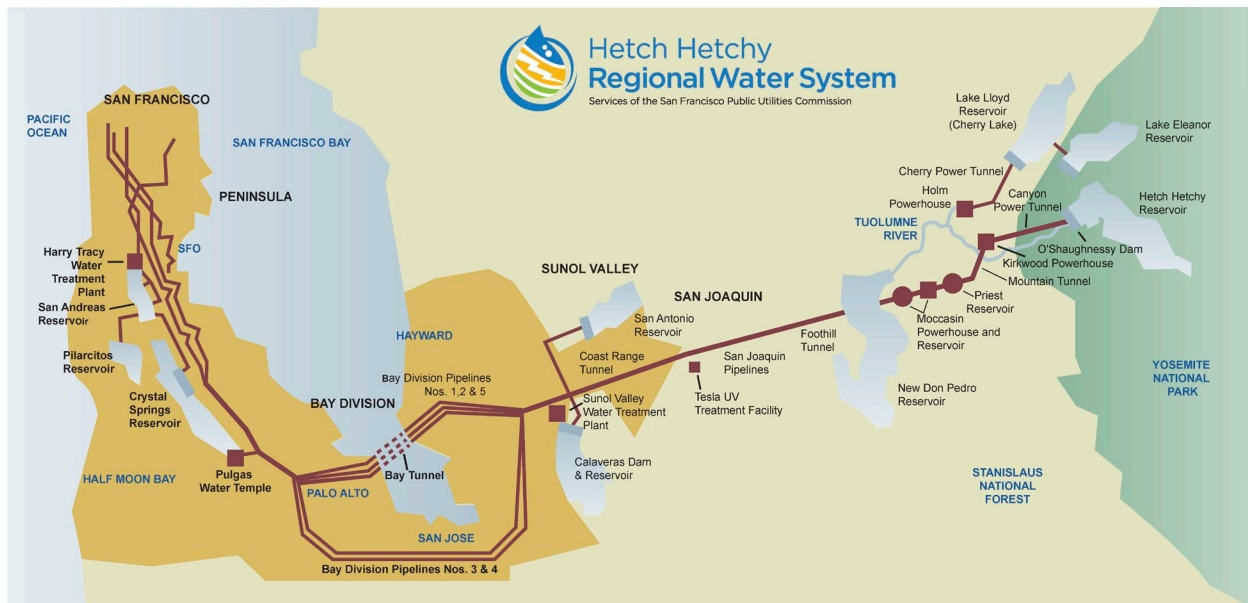 Hetch Hetchy
Regional Water System
Services of the San Francisco Public Utilities Commission
SAN FRANCISCO
PACIFIC
OCEAN
SAN FRANCISCO BAY
PENINSULA
SFO
Harry Tracy
Water
Treatment
Plant
San Andreas
Reservoir
Pilarcitos
Reservoir
Crystal
Springs
Reservoir
HALF MOON BAY
Pulgas
Water Temple
PALO ALTO
BAY DIVISION
Bay Division Pipelines
Nos. 1,2 & 5
Bay Tunnel
SAN JOSE
Bay Division Pipelines Nos. 3 & 4
HAYWARD
SUNOL VALLEY
San Antonio
Reservoir
Coast Range
Tunnel
Sunol Valley
Water Treatment
Plant
Calaveras Dam
& Reservoir
SAN JOAQUIN
San Joaquin
Pipelines
Tesla UV
Treatment Facility
Foothill
Tunnel
New Don Pedro
Reservoir
Moccasin
Powerhouse and
Reservoir
Priest
Reservoir
Mountain Tunnel
Kirkwood Powerhouse
O'Shaughnessy Dam
TUOLUMNE
RIVER
Holm
Powerhouse
Cherry Power Tunnel
Canyon
Power Tunnel
Lake Lloyd
Reservoir
(Cherry Lake)
Lake Eleanor
Reservoir
Hetch Hetchy
Reservoir
YOSEMITE
NATIONAL
PARK
STANISLAUS
NATIONAL
FOREST